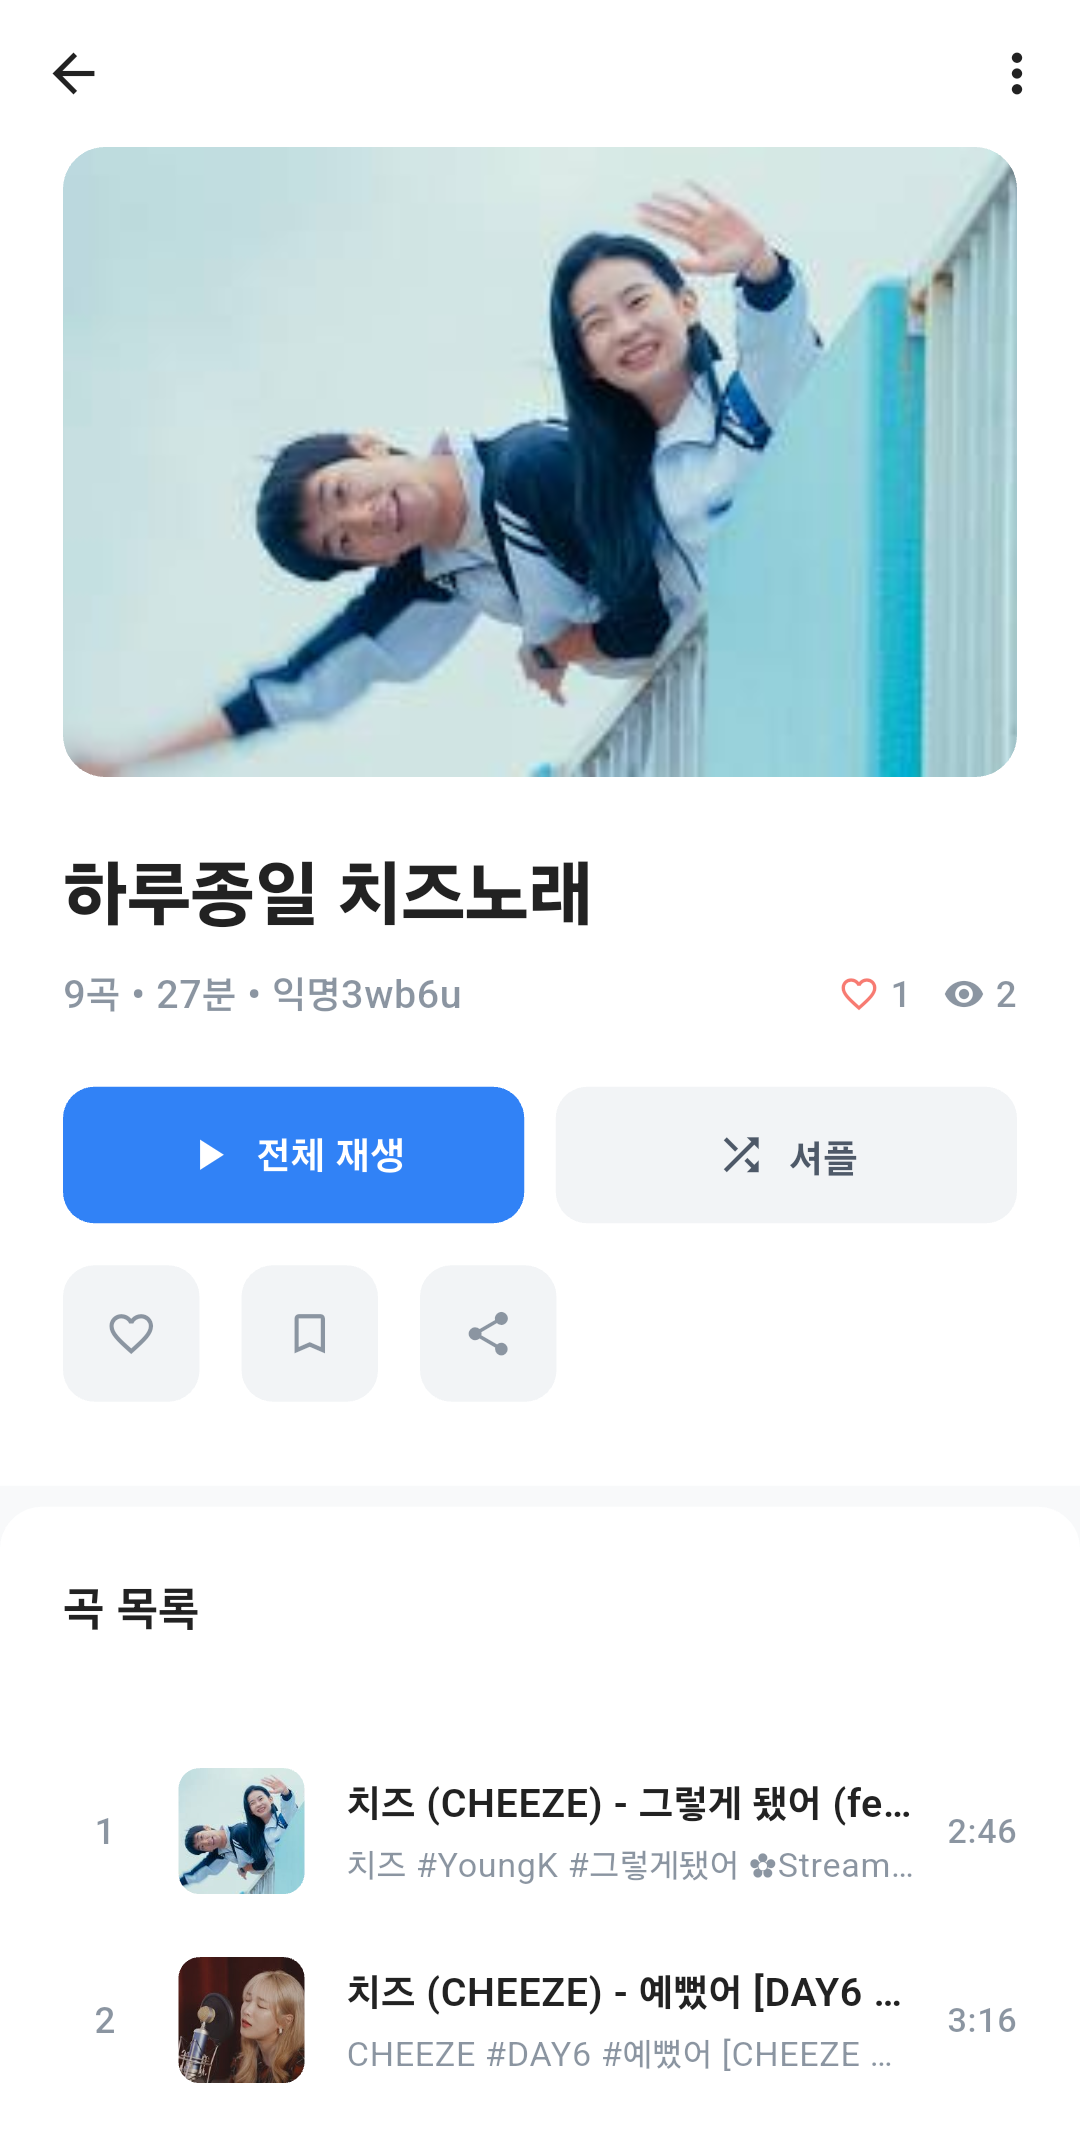 하루종일 치즈노래
9곡 • 27분 • 익명3wb6u 1 2
전체 재생 셔플
곡 목록
1 치즈 (CHEEZE) - 그렇게 됐어 (fe... 2:46
치즈 #YoungK #그렇게됐어 ✿Stream...
2 치즈 (CHEEZE) - 예뻤어 [DAY6 ... 3:16
CHEEZE #DAY6 #예뻤어 [CHEEZE ...